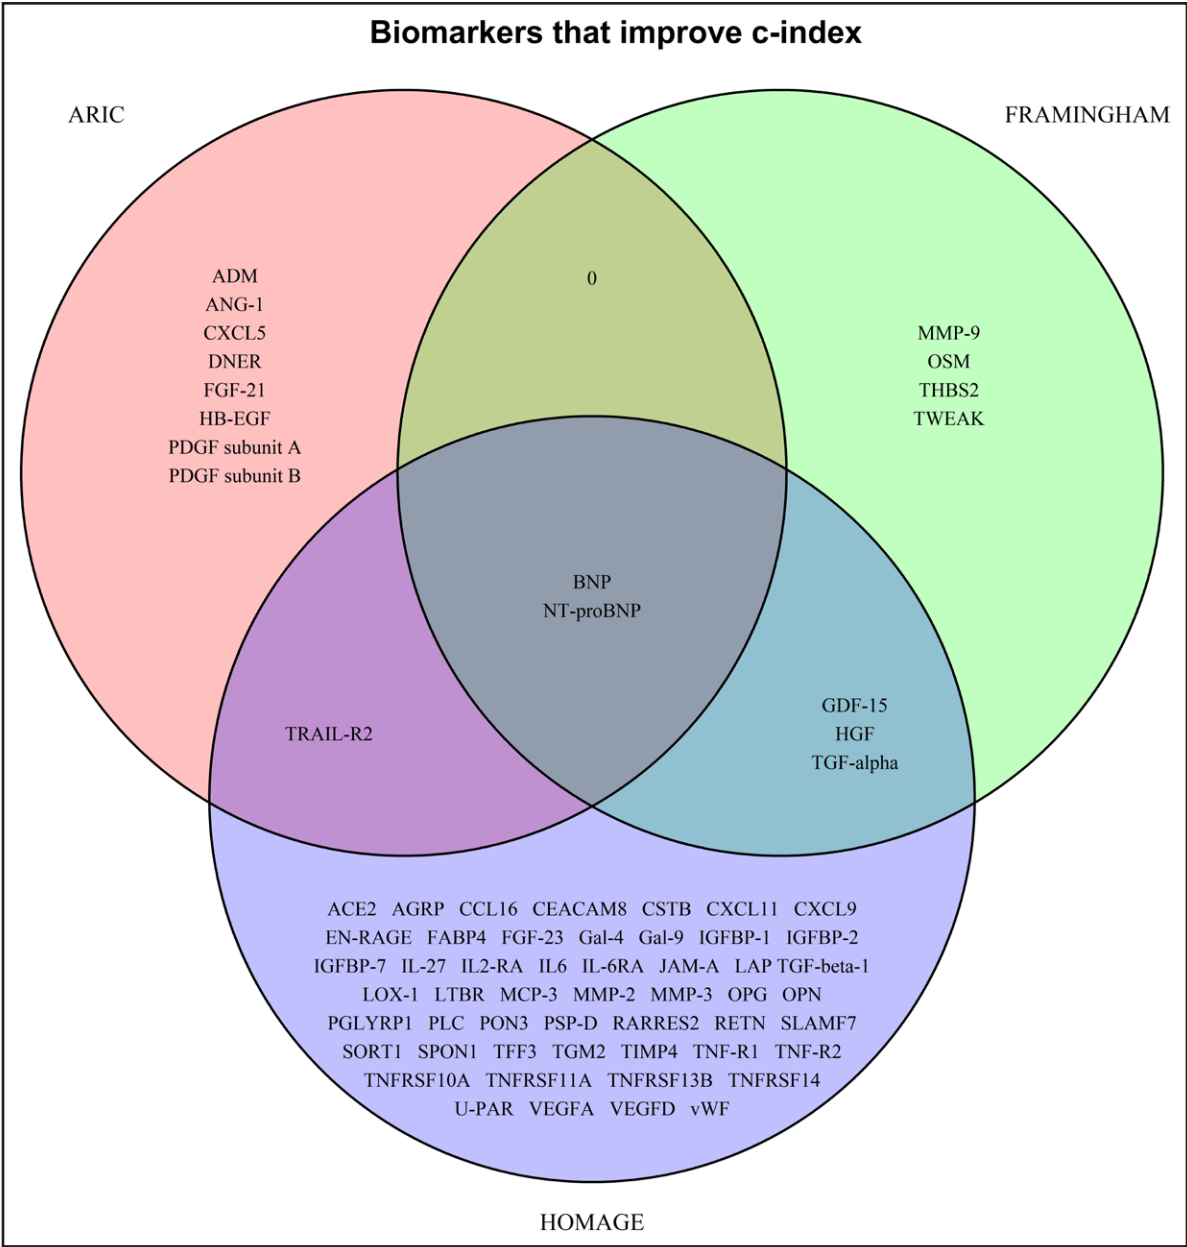 Biomarkers that improve c-index
ARIC
FRAMINGHAM
ADM
ANG-1
CXCL5
DNER
FGF-21
HB-EGF
PDGF subunit A
PDGF subunit B
0
MMP-9
OSM
THBS2
TWEAK
BNP
NT-proBNP
TRAIL-R2
GDF-15
HGF
TGF-alpha
ACE2 AGRP CCL16 CEACAM8 CSTB CXCL11 CXCL9
EN-RAGE FABP4 FGF-23 Gal-4 Gal-9 IGFBP-1 IGFBP-2
IGFBP-7 IL-27 IL2-RA IL6 IL-6RA JAM-A LAP TGF-beta-1
LOX-1 LTBR MCP-3 MMP-2 MMP-3 OPG OPN
PGLYRP1 PLC PON3 PSP-D RARRES2 RETN SLAMF7
SORT1 SPON1 TFF3 TGM2 TIMP4 TNF-R1 TNF-R2
TNFRSF10A TNFRSF11A TNFRSF13B TNFRSF14
U-PAR VEGFA VEGFD vWF
HOMAGE